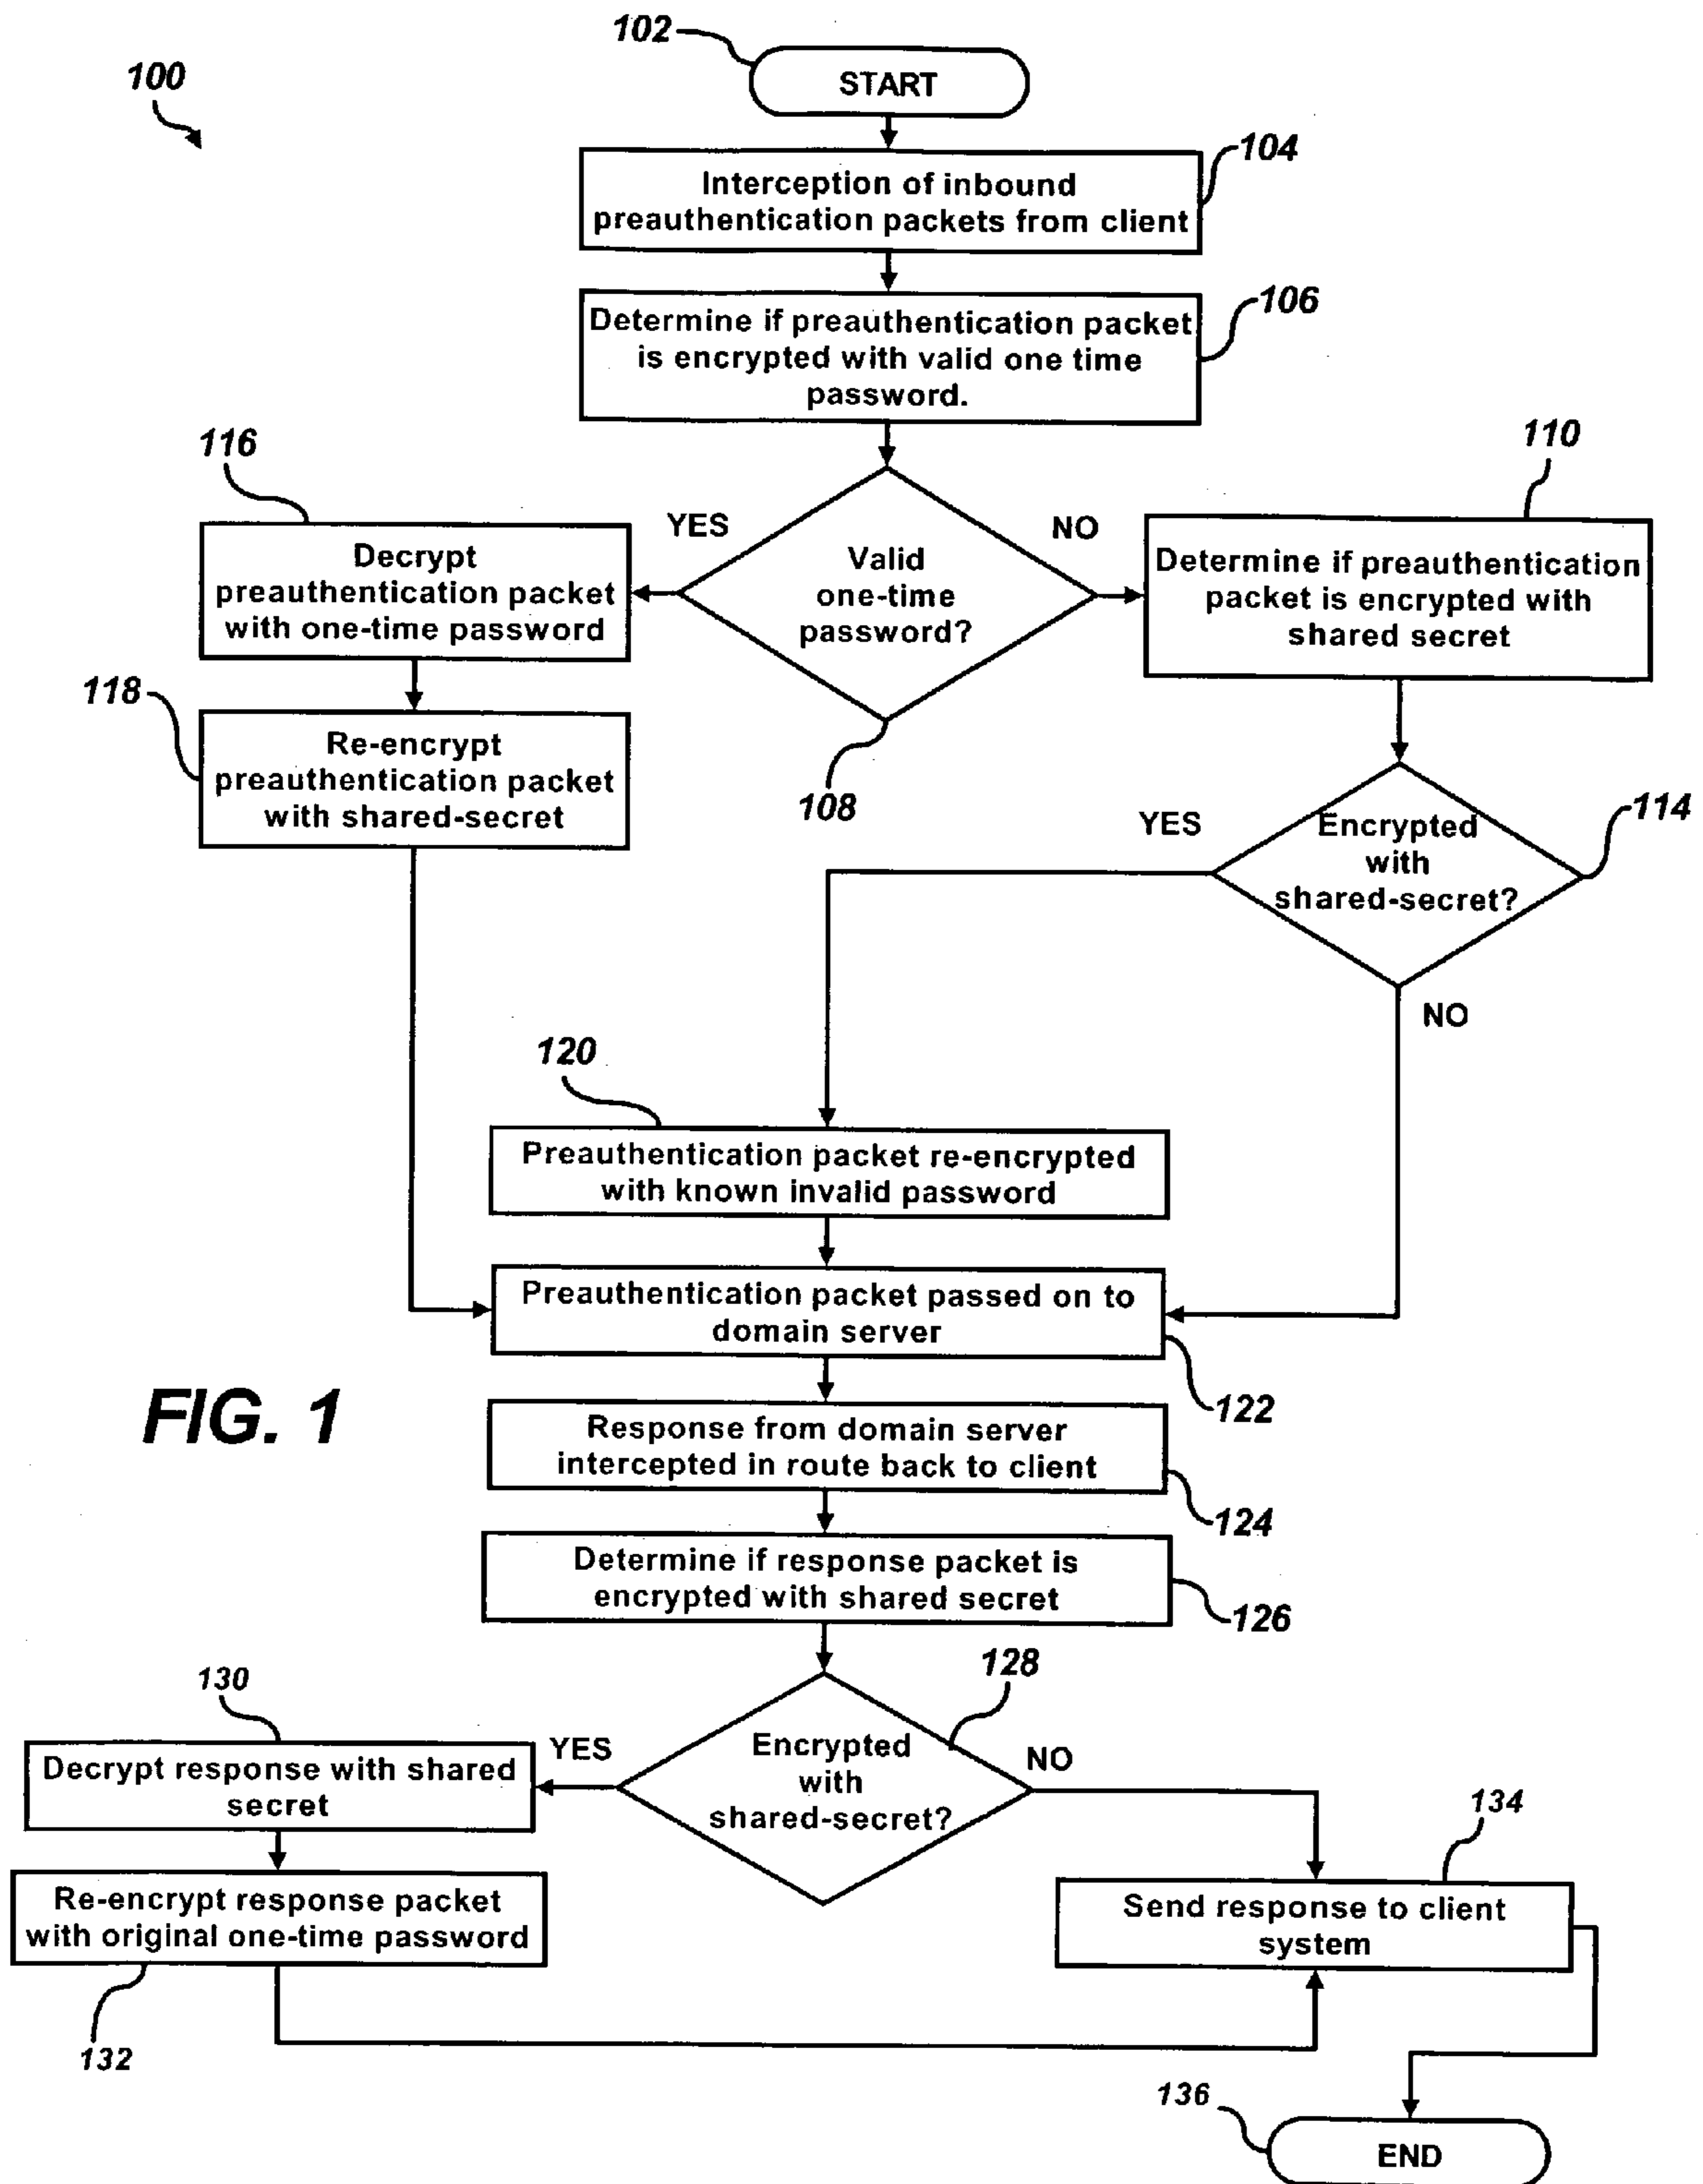 102
START
100
104
Interception of inbound
preauthentication packets from client
106
Determine if preauthentication packet
is encrypted with valid one time
password.
116
110
YES
NO
Decrypt
preauthentication packet
with one-time password
Valid
one-time
password?
Determine if preauthentication
packet is encrypted with
shared secret
118
Re-encrypt
preauthentication packet
with shared-secret
108
114
YES
Encrypted
with
shared-secret?
NO
120
Preauthentication packet re-encrypted
with known invalid password
Preauthentication packet passed on to
domain server
122
FIG. 1
Response from domain server
intercepted in route back to client
124
Determine if response packet is
encrypted with shared secret
126
128
130
YES
Encrypted
with
shared-secret?
NO
Decrypt response with shared
secret
134
Re-encrypt response packet
with original one-time password
Send response to client
system
132
136
END